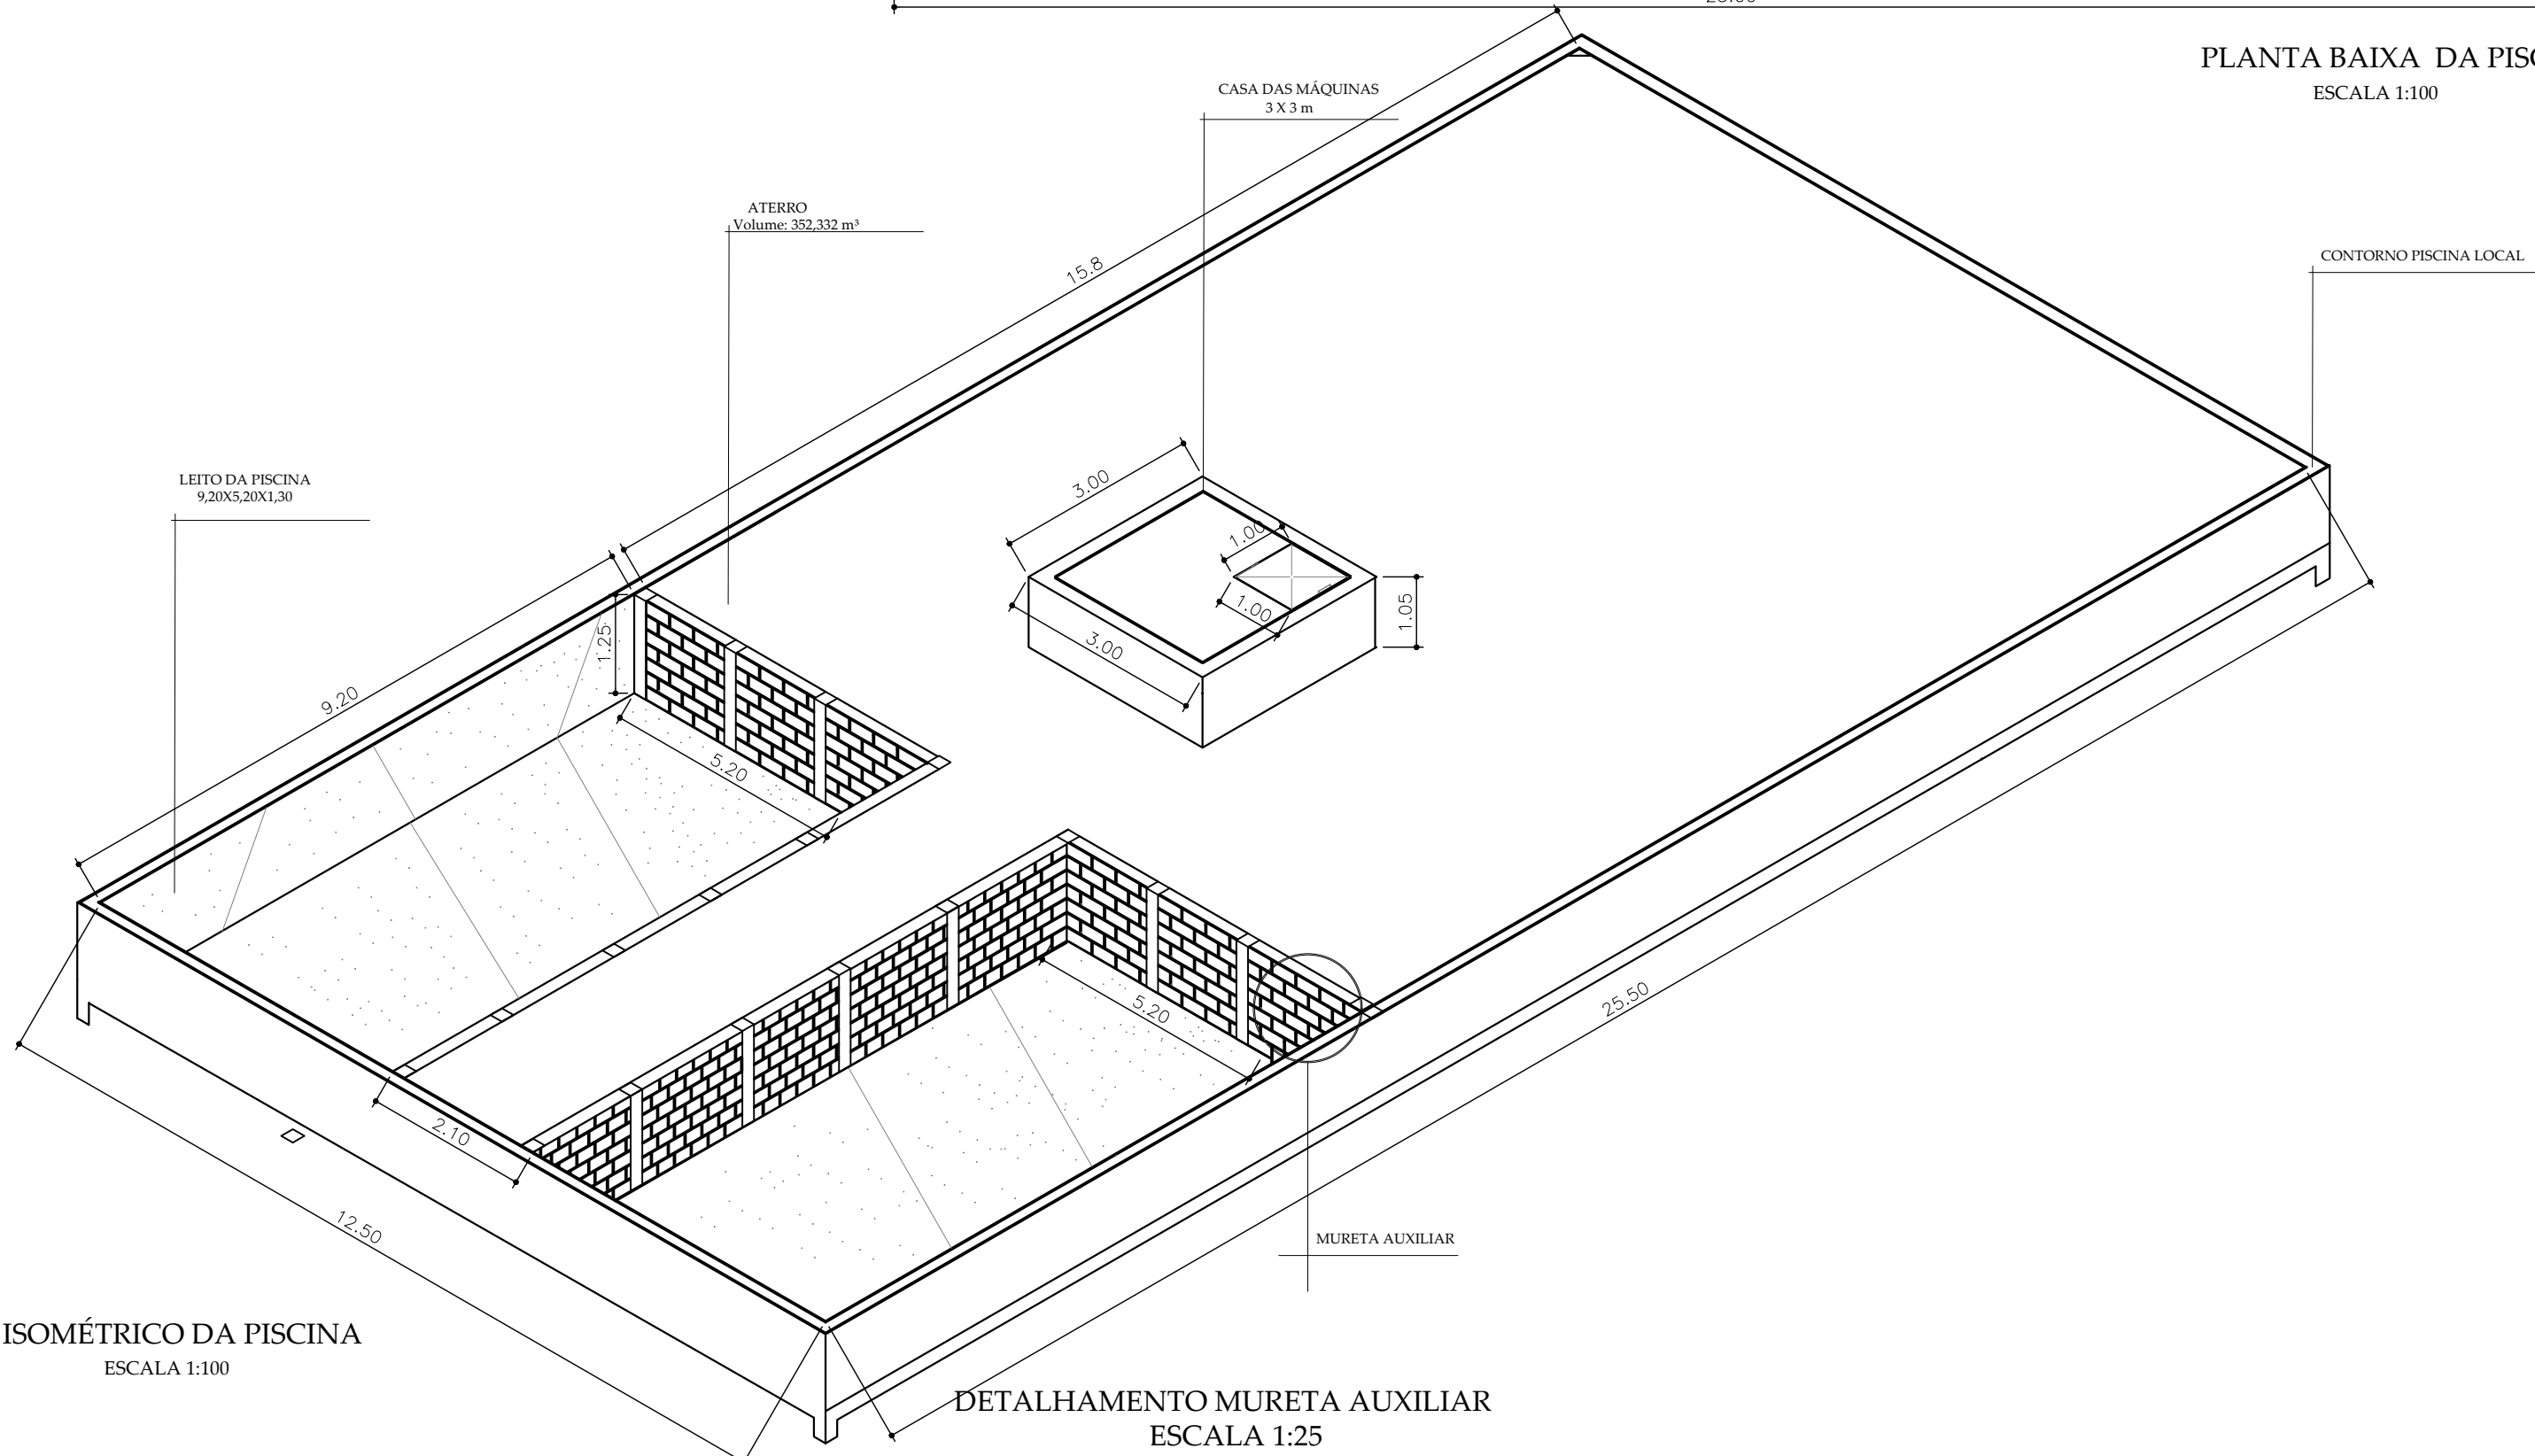 PLANTA BAIXA DA PISC
ESCALA 1:100
CASA DAS MÁQUINAS
3 X 3 m
ATERRO
Volume: 352,332 m³
15.8
CONTORNO PISCINA LOCAL
LEITO DA PISCINA
9,20X5,20X1,30
3.00
1.00
1.00
3.00
1.05
1.25
9.20
5.20
5.20
25.50
2.10
12.50
MURETA AUXILIAR
ISOMÉTRICO DA PISCINA
ESCALA 1:100
DETALHAMENTO MURETA AUXILIAR
ESCALA 1:25